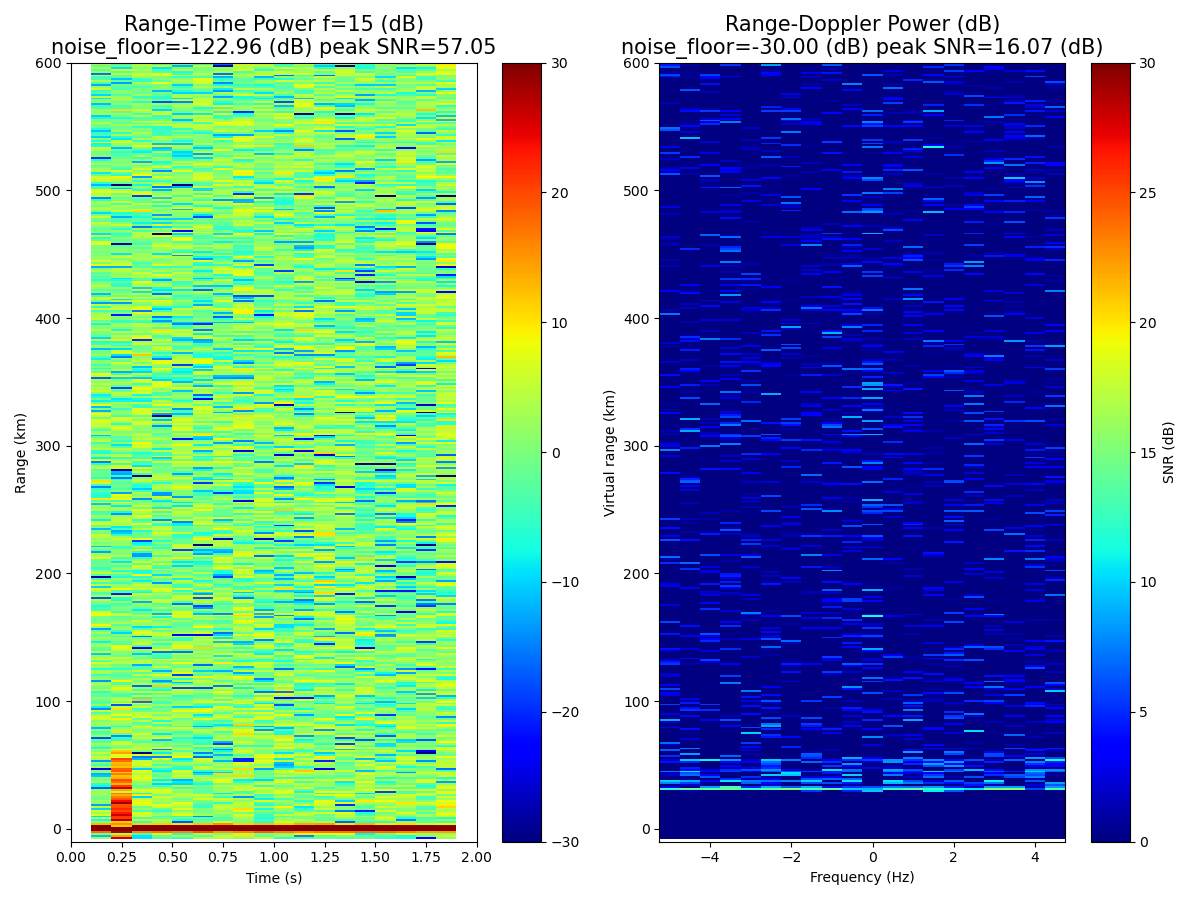 Range-Time Power f=15 (dB)
noise_floor=-122.96 (dB) peak SNR=57.05
Range (km)
600
500
400
300
200
100
0
0.00 0.25 0.50 0.75 1.00 1.25 1.50 1.75 2.00
Time (s)
30
20
10
0
−10
−20
−30
Range-Doppler Power (dB)
noise_floor=-30.00 (dB) peak SNR=16.07 (dB)
Virtual range (km)
600
500
400
300
200
100
0
−4 −2 0 2 4
Frequency (Hz)
30
25
20
15
10
5
0
SNR (dB)